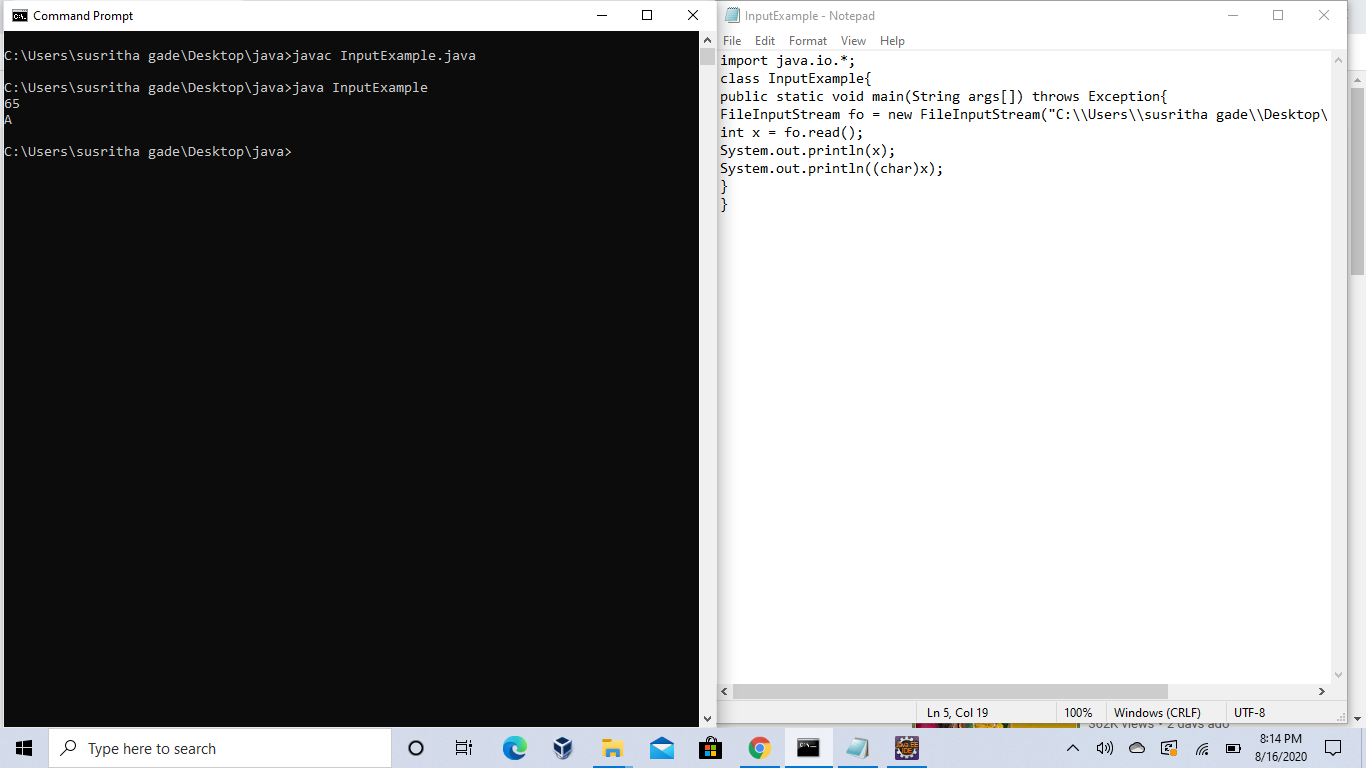 Command Prompt
C:\Users\susritha gade\Desktop\java>javac InputExample.java
C:\Users\susritha gade\Desktop\java>java InputExample
65
A
C:\Users\susritha gade\Desktop\java>
InputExample - Notepad
File Edit Format View Help
import java.io.*;
class InputExample{
public static void main(String args[]) throws Exception{
FileInputStream fo = new FileInputStream("C:\\Users\\susritha gade\\Desktop\
int x = fo.read();
System.out.println(x);
System.out.println((char)x);
}
}
Ln 5, Col 19 100% Windows (CRLF) UTF-8
362K views • 2 days ago
Type here to search
8:14 PM
8/16/2020